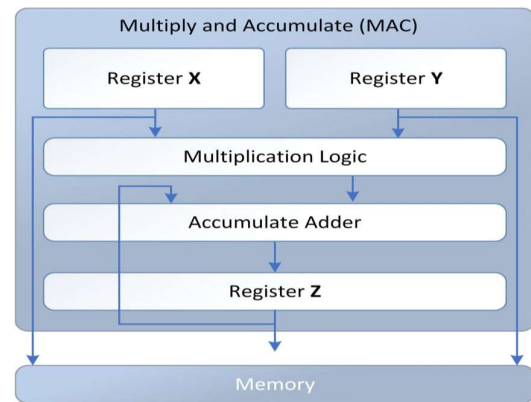 Multiply and Accumulate (MAC)
Register X
Register Y
Multiplication Logic
Accumulate Adder
Register Z
Memory